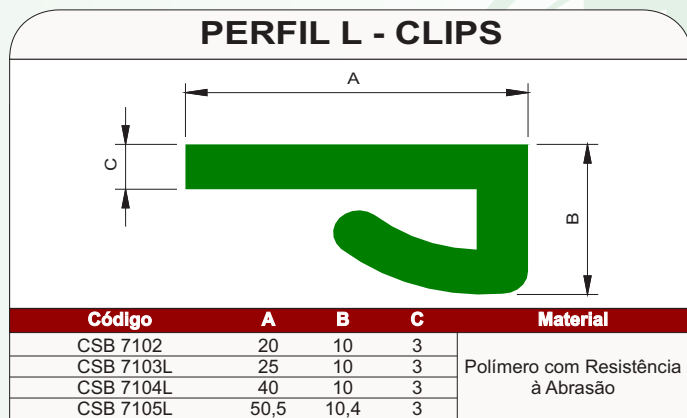 PERFIL L - CLIPS
A
C
B
Código A B C Material
CSB 7102 20 10 3
CSB 7103L 25 10 3
Polímero com Resistência
à Abrasão
CSB 7104L 40 10 3
CSB 7105L 50,5 10,4 3